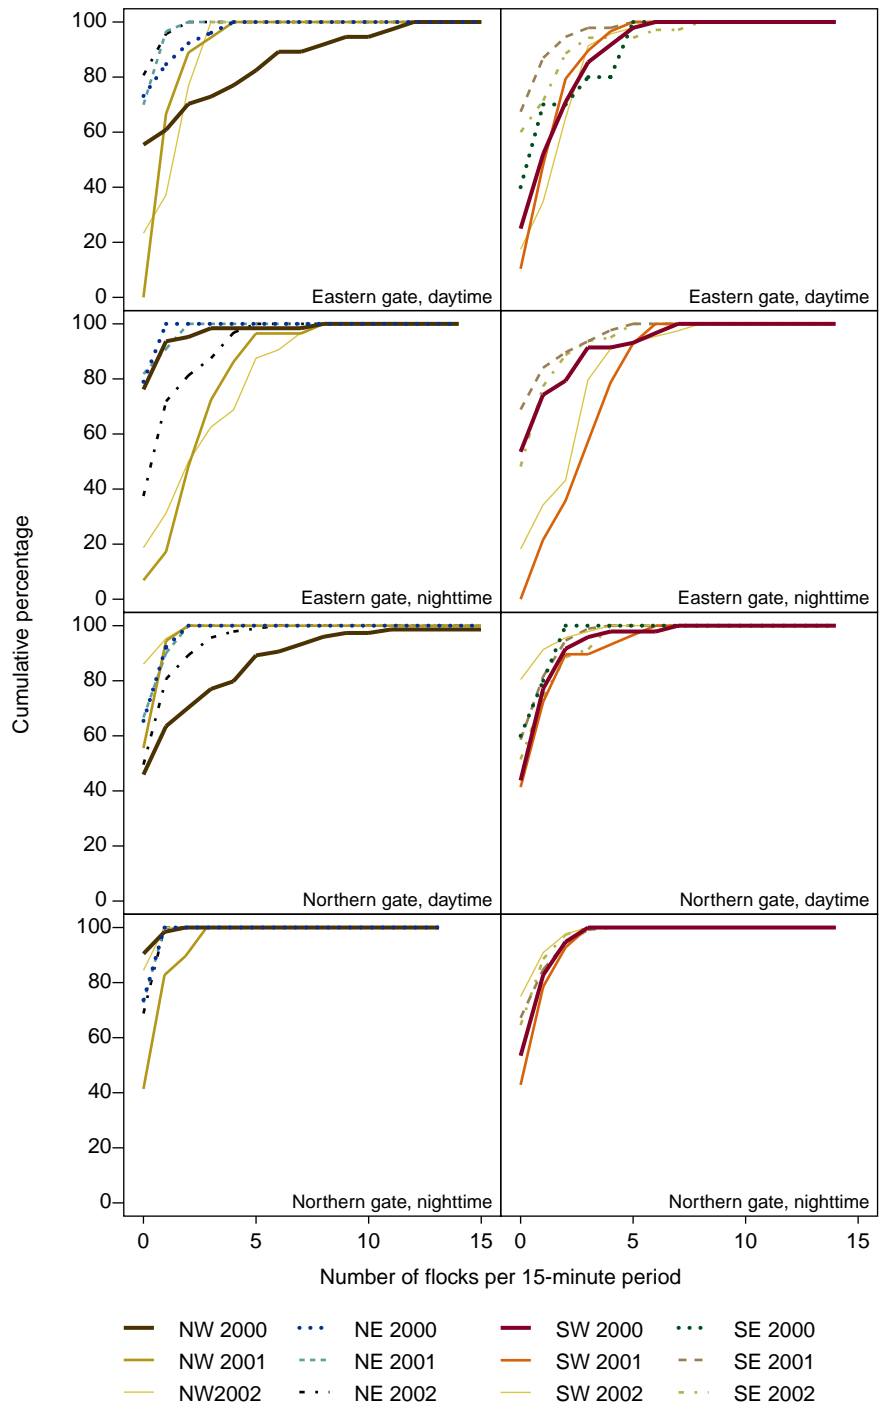 100
80
60
40
20
0
Eastern gate, daytime
Eastern gate, daytime
100
80
60
40
20
0
Eastern gate, nighttime
Eastern gate, nighttime
Cumulative percentage
100
80
60
40
20
0
Northern gate, daytime
Northern gate, daytime
100
80
60
40
20
0
Northern gate, nighttime
Northern gate, nighttime
0 5 10 15 0 5 10 15
Number of flocks per 15-minute period
NW 2000 NE 2000 SW 2000 SE 2000
NW 2001 NE 2001 SW 2001 SE 2001
NW2002 NE 2002 SW 2002 SE 2002